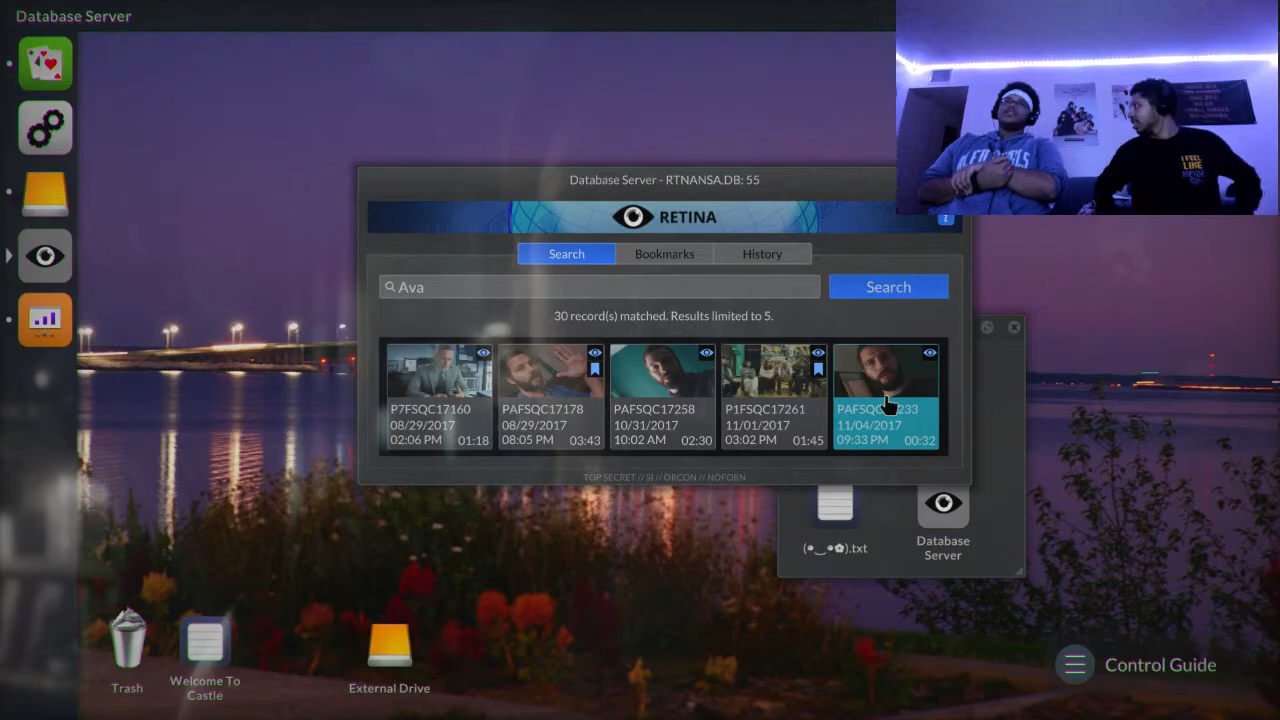 Database Server
Database Server - RTNANSA.DB: 55
RETINA
i
Search
Bookmarks
History
Ava
Search
30 record(s) matched. Results limited to 5.
P7FSQC17160
08/29/2017
02:06 PM 01:18
PAFSQC17178
08/29/2017
08:05 PM 03:43
PAFSQC17258
10/31/2017
10:02 AM 02:30
P1FSQC17261
11/01/2017
03:02 PM 01:45
11/04/2017
09:33 PM 00:32
TOP SECRET // SI // ORCON // NOFORN
(◕‿◕✿).txt
Database
Server
Trash
Welcome To
Castle
External Drive
Control Guide
I FEEL
LIKE